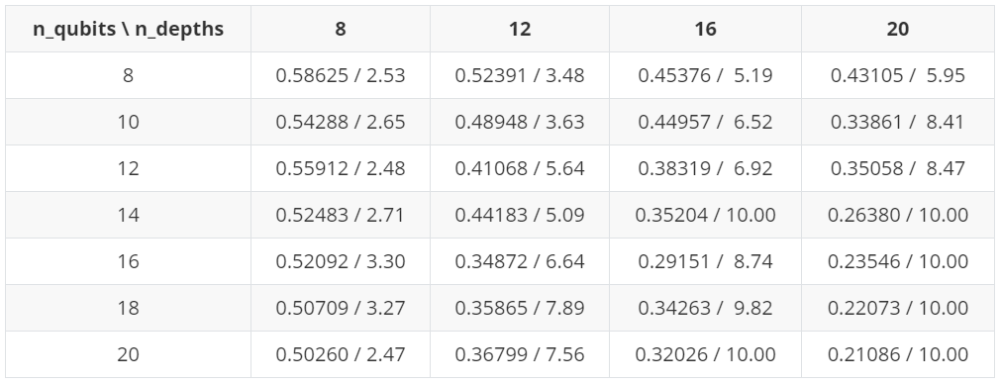 n_qubits \ n_depths 8 12 16 20
8 0.58625 / 2.53 0.52391 / 3.48 0.45376 / 5.19 0.43105 / 5.95
10 0.54288 / 2.65 0.48948 / 3.63 0.44957 / 6.52 0.33861 / 8.41
12 0.55912 / 2.48 0.41068 / 5.64 0.38319 / 6.92 0.35058 / 8.47
14 0.52483 / 2.71 0.44183 / 5.09 0.35204 / 10.00 0.26380 / 10.00
16 0.52092 / 3.30 0.34872 / 6.64 0.29151 / 8.74 0.23546 / 10.00
18 0.50709 / 3.27 0.35865 / 7.89 0.34263 / 9.82 0.22073 / 10.00
20 0.50260 / 2.47 0.36799 / 7.56 0.32026 / 10.00 0.21086 / 10.00